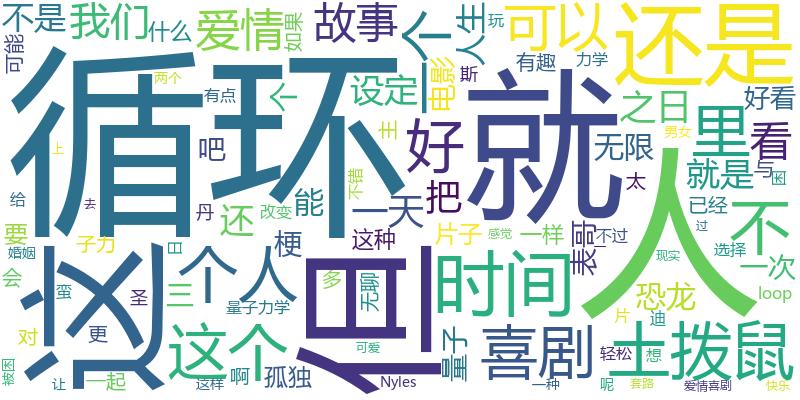 不是
我们
什么
爱情
如果
故事
一个
人生
玩
可以
还是
可能
循环
两个
有点
个
设定
电影
有趣
力学
斯
之日
好看
吧
主
好
就
无限
里
看
男女
上
给
能
不错
把
人
就是
与
困
去
丹
还
改变
一天
太
已经
过
要
子力
日
梗
这种
片子
感觉
一样
不过
表哥
不
选择
婚姻
没
个人
但
时间
现实
一次
会
蛮
圣
三
量子力学
多
无聊
恐龙
片
迪
loop
对
更
这个
可爱
量子
喜剧
轻松
想
土拨鼠
被困
让
一起
这样
啊
孤独
Nyles
一种
呢
套路
爱情喜剧
快乐